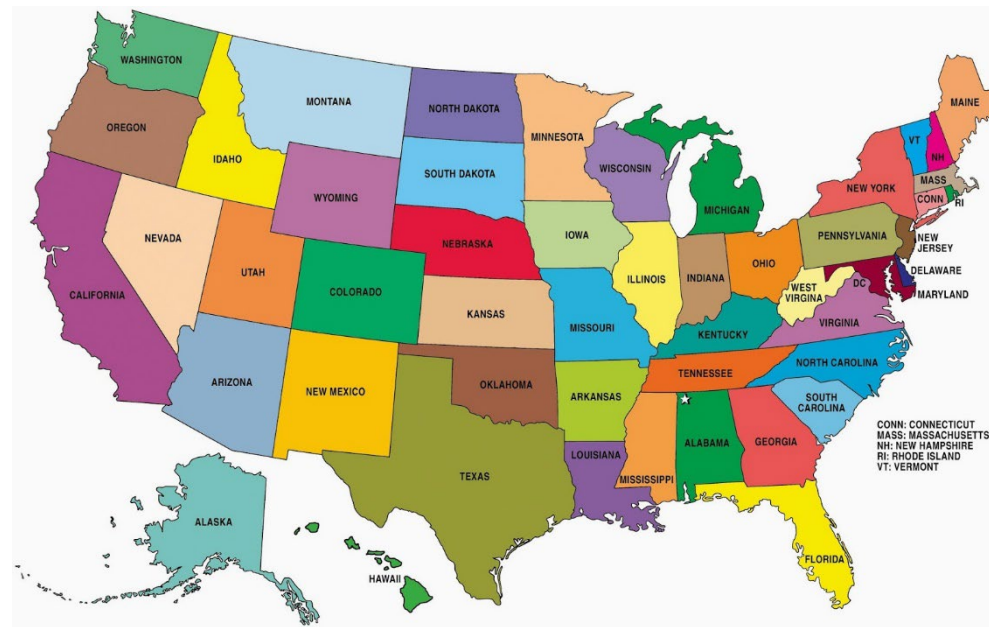 WASHINGTON
OREGON
IDAHO
MONTANA
NORTH DAKOTA
MINNESOTA
WISCONSIN
MICHIGAN
SOUTH DAKOTA
WYOMING
NEVADA
CALIFORNIA
UTAH
COLORADO
NEBRASKA
IOWA
ILLINOIS
INDIANA
OHIO
KANSAS
MISSOURI
KENTUCKY
WEST
VIRGINA
VIRGINIA
PENNSYLVANIA
NEW YORK
VT
NH
MAINE
MASS
CONN
RI
NEW
JERSEY
DELAWARE
MARYLAND
DC
ARIZONA
NEW MEXICO
OKLAHOMA
ARKANSAS
TENNESSEE
NORTH CAROLINA
SOUTH
CAROLINA
TEXAS
LOUISIANA
MISSISSIPPI
ALABAMA
GEORGIA
FLORIDA
ALASKA
HAWAII
CONN: CONNECTICUT
MASS: MASSACHUSETTS
NH: NEW HAMPSHIRE
RI: RHODE ISLAND
VT: VERMONT